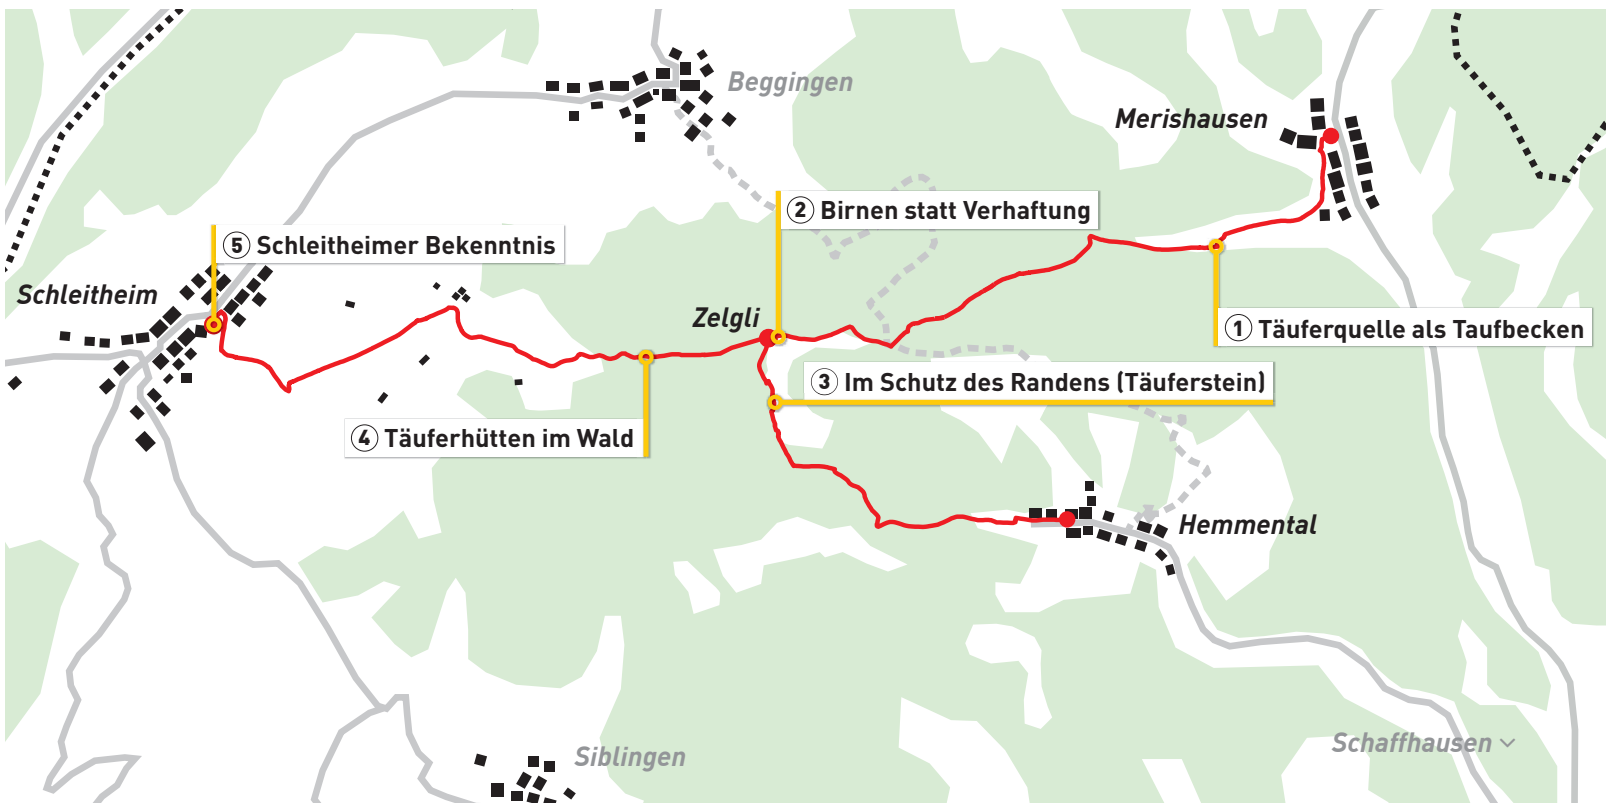 Beggingen
Merishausen
② Birnen statt Verhaftung
⑤ Schleitheimer Bekenntnis
Schleitheim
Zelgli
① Täuferquelle als Taufbecken
③ Im Schutz des Randens (Täuferstein)
④ Täuferhütten im Wald
Hemmental
Schaffhausen
Siblingen